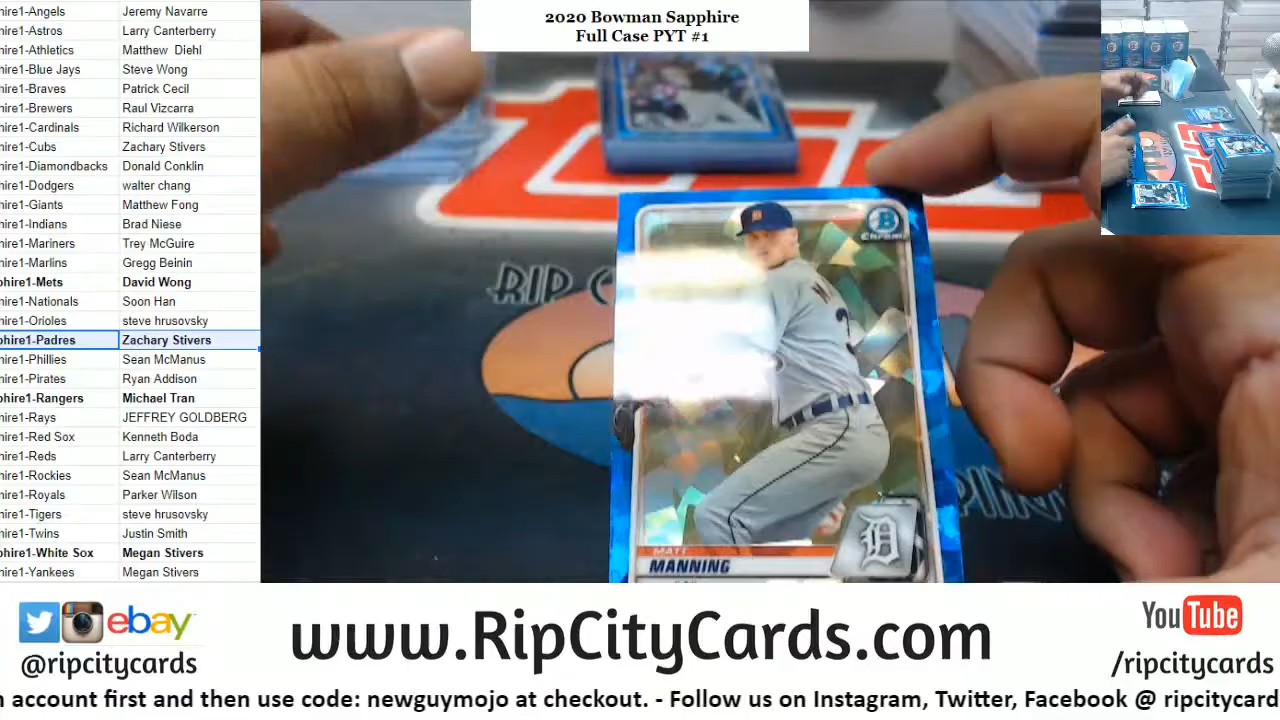 2020 Bowman Sapphire
Full Case PYT #1
hire1-Angels Jeremy Navarre
hire1-Astros Larry Canterberry
hire1-Athletics Matthew Diehl
hire1-Blue Jays Steve Wong
hire1-Braves Patrick Cecil
hire1-Brewers Raul Vizcarra
hire1-Cardinals Richard Wilkerson
hire1-Cubs Zachary Stivers
hire1-Diamondbacks Donald Conklin
hire1-Dodgers walter chang
hire1-Giants Matthew Fong
hire1-Indians Brad Niese
hire1-Mariners Trey McGuire
hire1-Marlins Gregg Beinin
phire1-Mets David Wong
hire1-Nationals Soon Han
hire1-Orioles steve hrusovsky
phire1-Padres Zachary Stivers
hire1-Phillies Sean McManus
hire1-Pirates Ryan Addison
phire1-Rangers Michael Tran
hire1-Rays JEFFREY GOLDBERG
hire1-Red Sox Kenneth Boda
hire1-Reds Larry Canterberry
hire1-Rockies Sean McManus
hire1-Royals Parker Wilson
hire1-Tigers steve hrusovsky
hire1-Twins Justin Smith
phire1-White Sox Megan Stivers
hire1-Yankees Megan Stivers
RIP C
B
Chrome
D
MATT
MANNING
ebay
@ripcitycards
www.RipCityCards.com
YouTube
/ripcitycards
n account first and then use code: newguymojo at checkout. - Follow us on Instagram, Twitter, Facebook @ ripcitycard